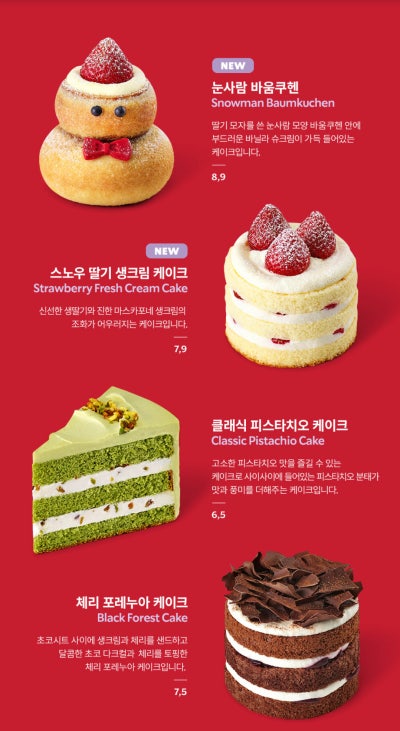 NEW
눈사람 바움쿠헨
Snowman Baumkuchen
딸기 모자를 쓴 눈사람 모양 바움쿠헨 안에
부드러운 바닐라 슈크림이 가득 들어있는
케이크입니다.
8,9
NEW
스노우 딸기 생크림 케이크
Strawberry Fresh Cream Cake
신선한 생딸기와 진한 마스카포네 생크림의
조화가 어우러지는 케이크입니다.
7,9
클래식 피스타치오 케이크
Classic Pistachio Cake
고소한 피스타치오 맛을 즐길 수 있는
케이크로 사이사이에 들어있는 피스타치오 분태가
맛과 풍미를 더해주는 케이크입니다.
6,5
체리 포레누아 케이크
Black Forest Cake
초코시트 사이에 생크림과 체리를 샌드하고
달콤한 초코 다크컬과 체리를 토핑한
체리 포레누아 케이크입니다.
7,5